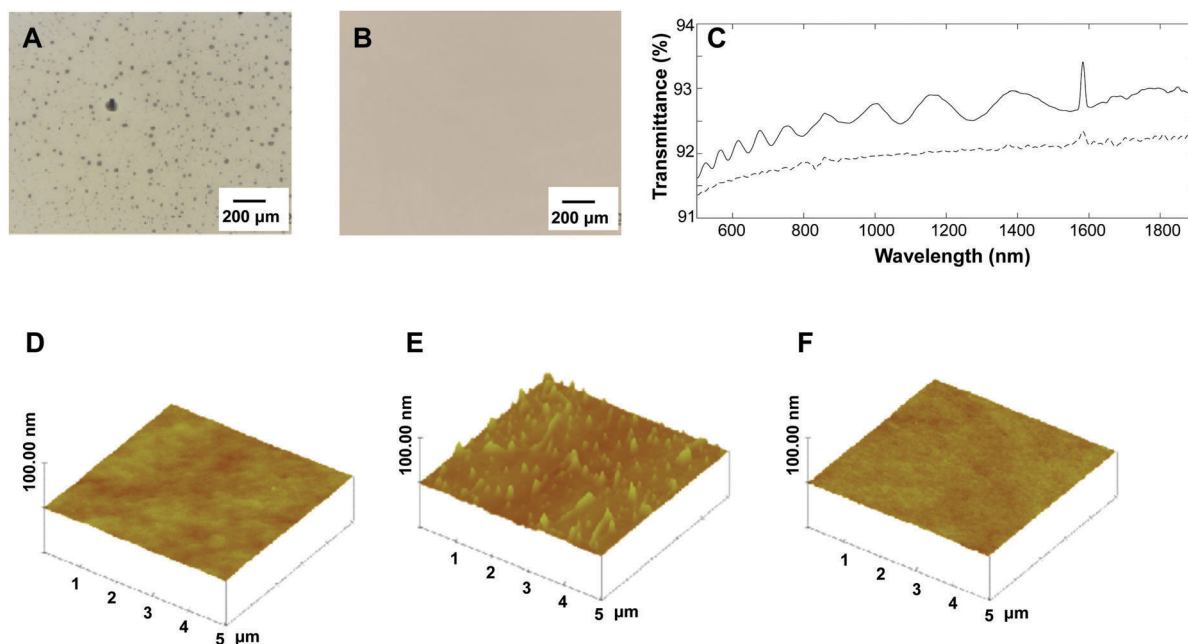 A
200 µm
B
200 µm
C
Transmittance (%)
94
93
92
91
600
800
1000
1200
1400
1600
1800
Wavelength (nm)
D
100.00 nm
1
2
3
4
5 µm
E
100.00 nm
1
2
3
4
5 µm
F
100.00 nm
1
2
3
4
5 µm